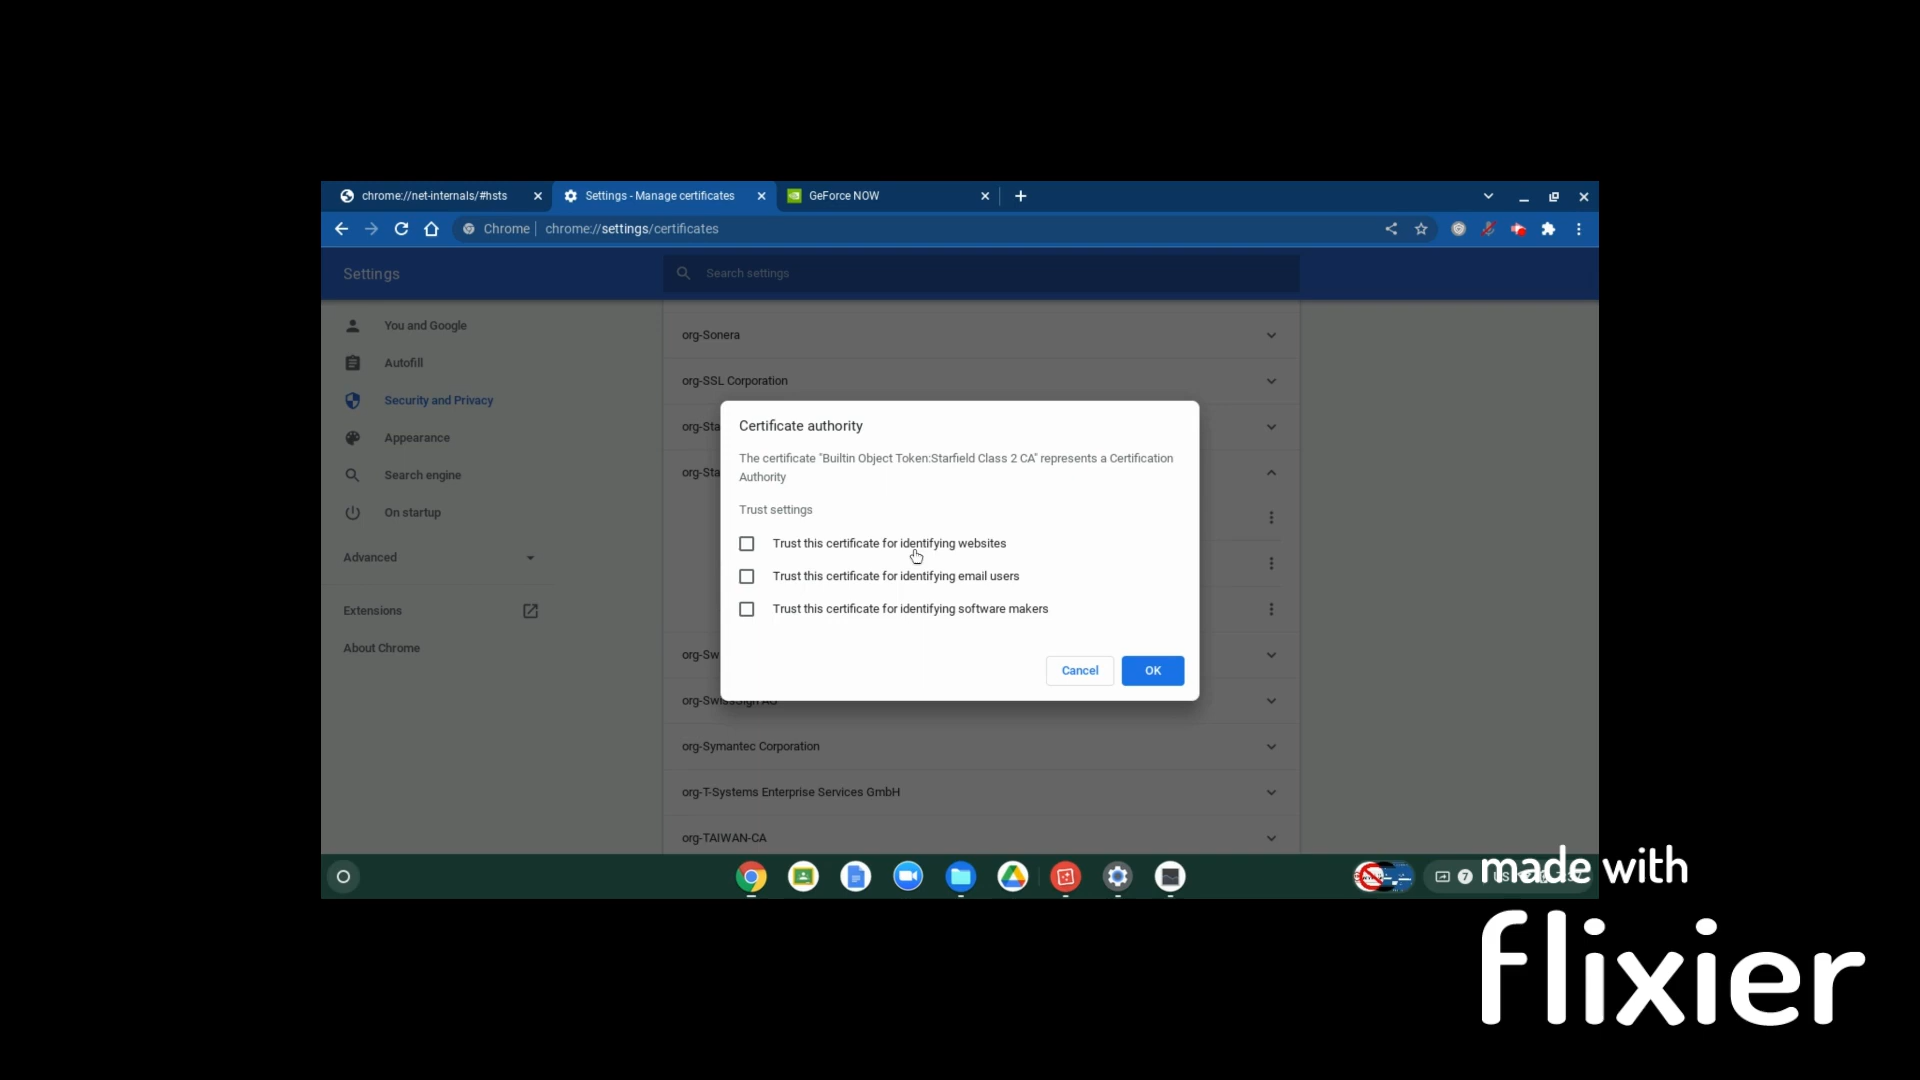 chrome://net-internals/#hsts
Settings - Manage certificates
GeForce NOW
Chrome
chrome://settings/certificates
Settings
Search settings
You and Google
Autofill
Security and Privacy
Appearance
Search engine
On startup
Advanced
Extensions
About Chrome
org-Sonera
org-SSL Corporation
org-Sta
org-Sta
Certificate authority
The certificate "Builtin Object Token:Starfield Class 2 CA" represents a Certification
Authority
Trust settings
Trust this certificate for identifying websites
Trust this certificate for identifying email users
Trust this certificate for identifying software makers
Cancel
OK
org-Sw
org-SwissSign AG
org-Symantec Corporation
org-T-Systems Enterprise Services GmbH
org-TAIWAN-CA
7
US
made with
flixier